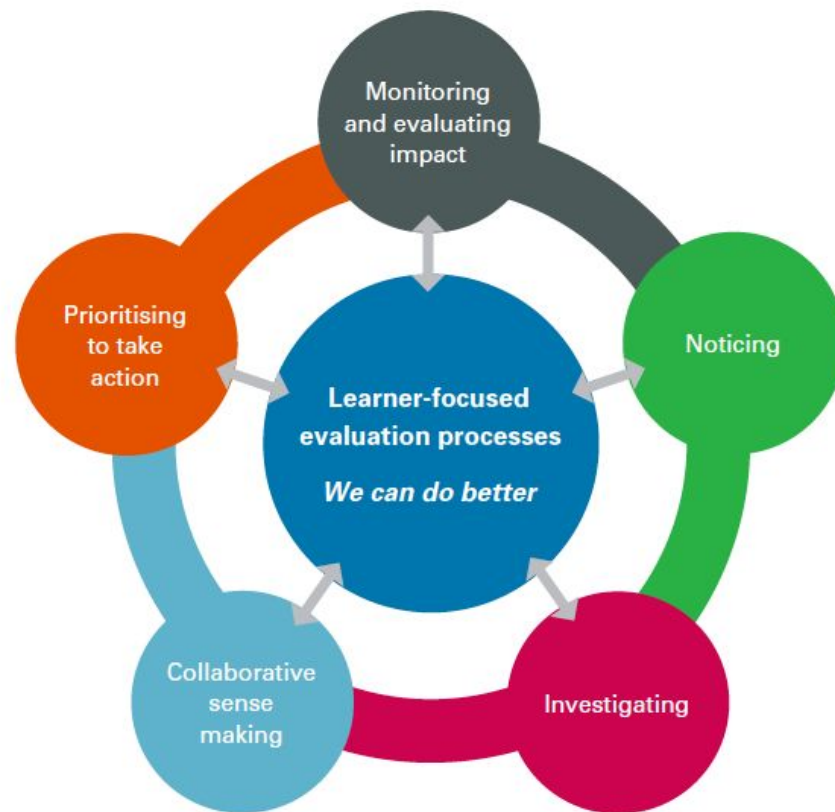 Monitoring
and evaluating
impact
Noticing
Investigating
Collaborative
sense
making
Prioritising
to take
action
Learner-focused
evaluation processes
We can do better